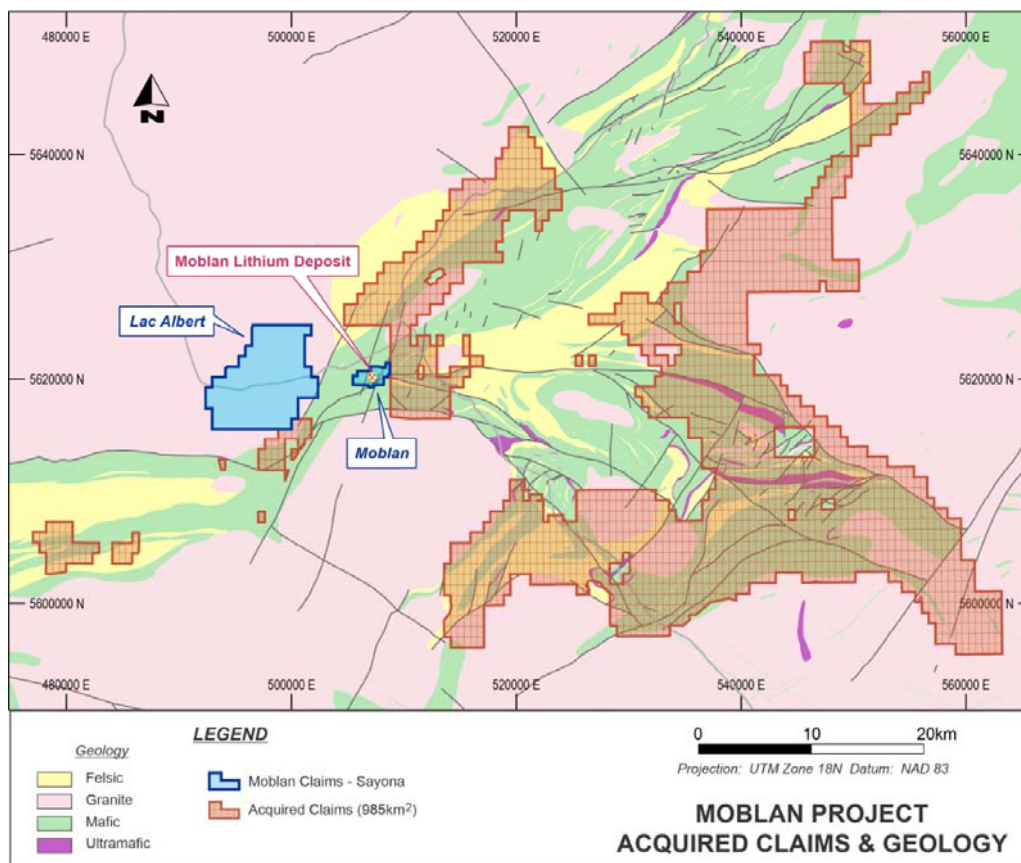 480000 E
500000 E
520000 E
540000 E
560000 E
N
5640000 N
5640000 N
Moblan Lithium Deposit
Lac Albert
5620000 N
5620000 N
Moblan
5600000 N
5600000 N
480000 E
500000 E
520000 E
540000 E
560000 E
LEGEND
Geology
Felsic
Granite
Mafic
Ultramafic
Moblan Claims - Sayona
Acquired Claims (985km²)
0 10 20km
Projection: UTM Zone 18N Datum: NAD 83
MOBLAN PROJECT
ACQUIRED CLAIMS & GEOLOGY